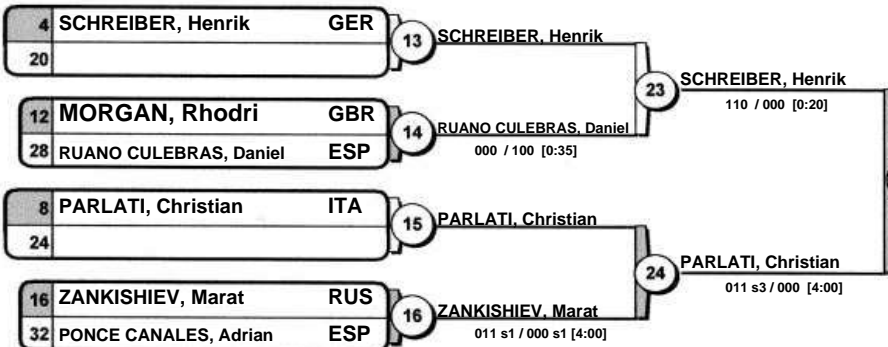 4 SCHREIBER, Henrik GER
20
13
SCHREIBER, Henrik
12 MORGAN, Rhodri GBR
28 RUANO CULEBRAS, Daniel ESP
14
RUANO CULEBRAS, Daniel
000 / 100 [0:35]
23
SCHREIBER, Henrik
110 / 000 [0:20]
8 PARLATI, Christian ITA
24
15
PARLATI, Christian
16 ZANKISHIEV, Marat RUS
32 PONCE CANALES, Adrian ESP
16
ZANKISHIEV, Marat
011 s1 / 000 s1 [4:00]
24
PARLATI, Christian
011 s3 / 000 [4:00]